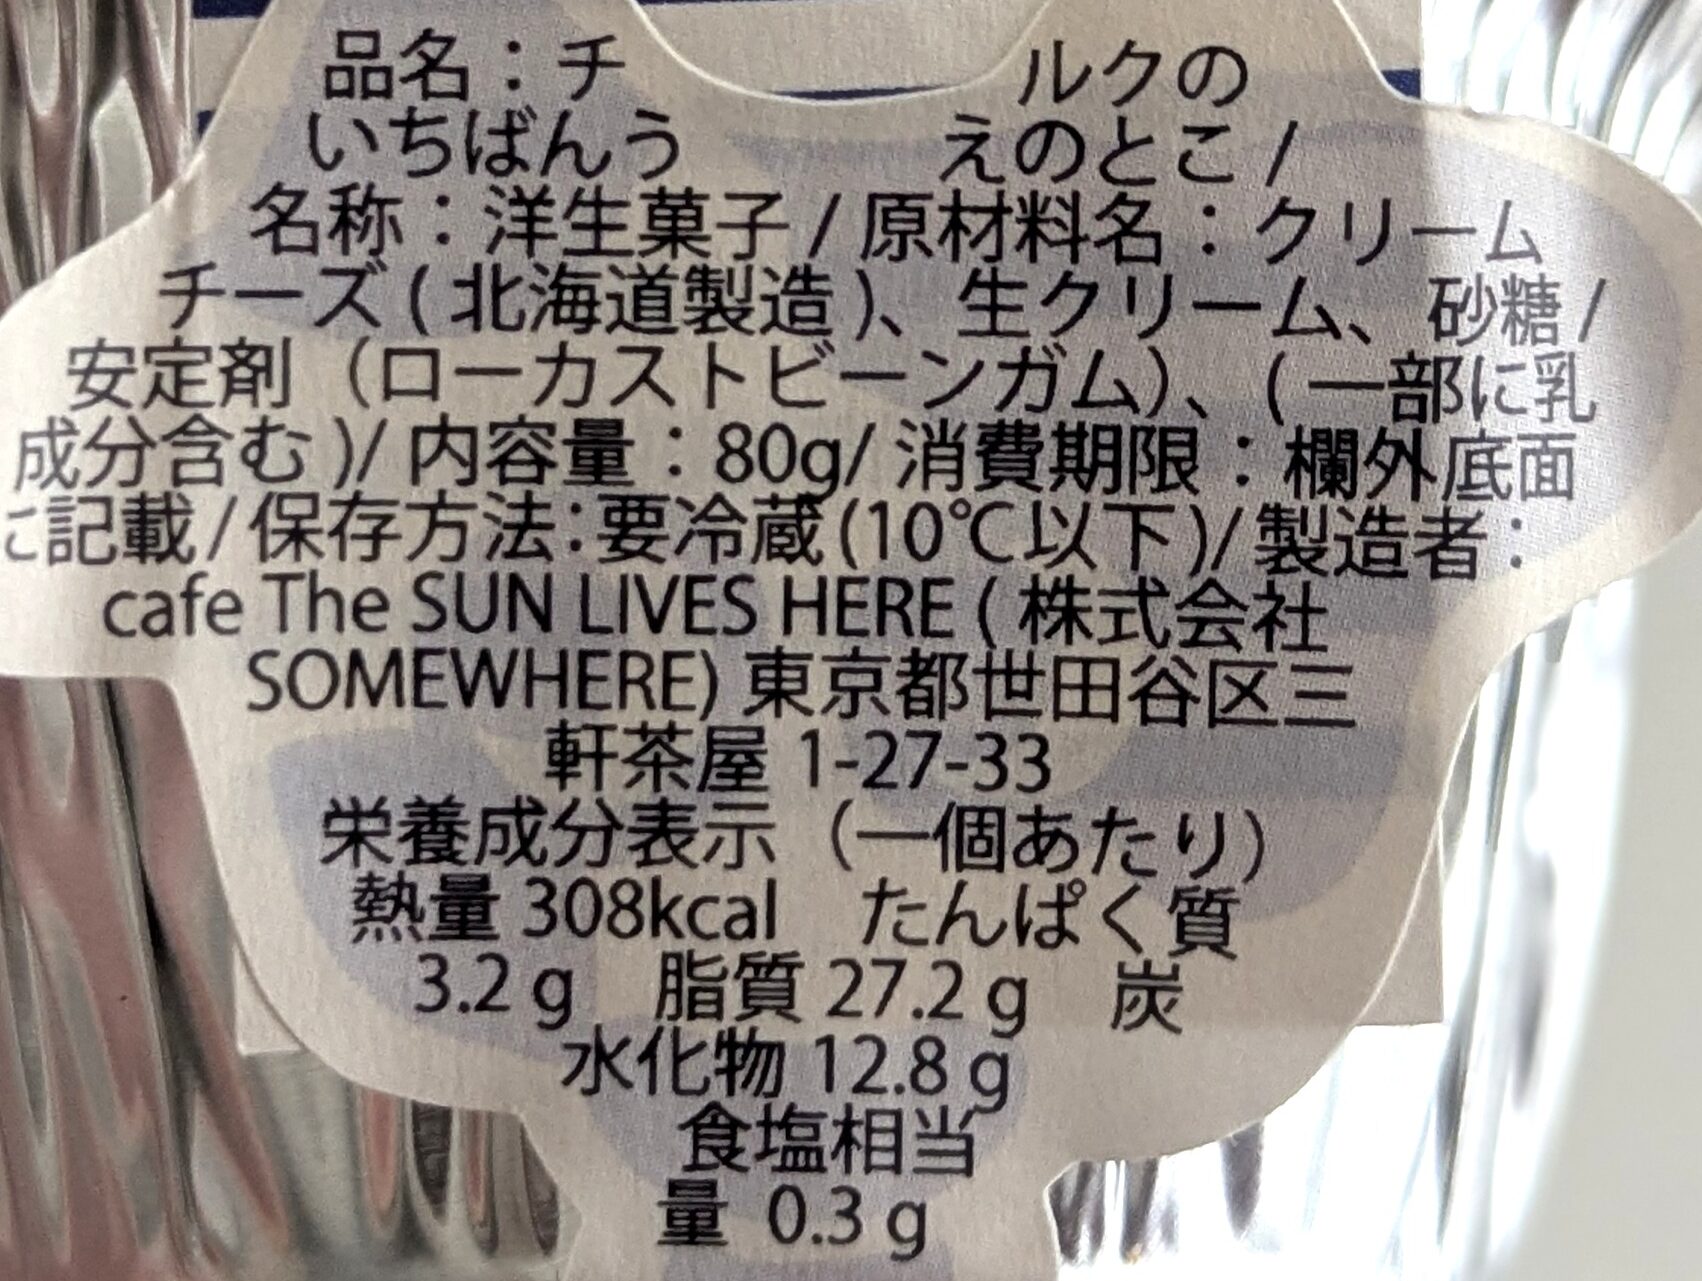 品名：チ ルクの
いちばんう えのとこ /
名称：洋生菓子 / 原材料名：クリーム
チーズ ( 北海道製造 )、生クリーム、砂糖 /
安定剤（ローカストビーンガム）、( 一部に乳
成分含む )/ 内容量：80g/ 消費期限：欄外底面
に記載 / 保存方法：要冷蔵 (10℃以下 )/ 製造者：
cafe The SUN LIVES HERE ( 株式会社
SOMEWHERE) 東京都世田谷区三
軒茶屋 1-27-33
栄養成分表示（一個あたり）
熱量 308kcal　たんぱく質
3.2 g　脂質 27.2 g　炭
水化物 12.8 g
食塩相当
量 0.3 g